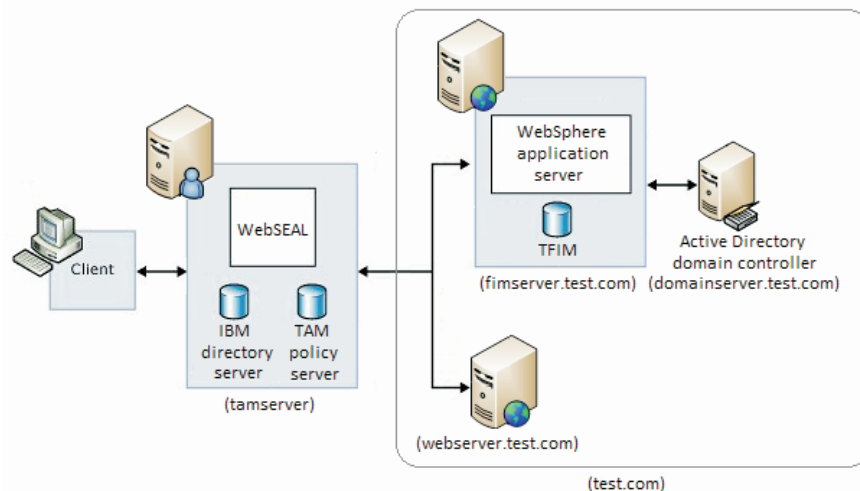 Client
WebSEAL
IBM
directory
server
TAM
policy
server
(tamserver)
WebSphere
application
server
TFIM
(fimserver.test.com)
Active Directory
domain controller
(domainserver.test.com)
(webserver.test.com)
(test.com)